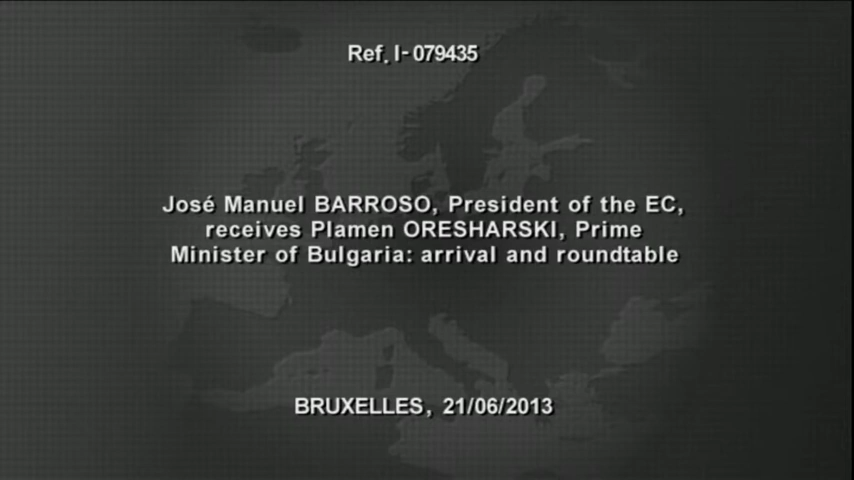 Ref. I-079435
José Manuel BARROSO, President of the EC,
receives Plamen ORESHARSKI, Prime
Minister of Bulgaria: arrival and roundtable
BRUXELLES, 21/06/2013